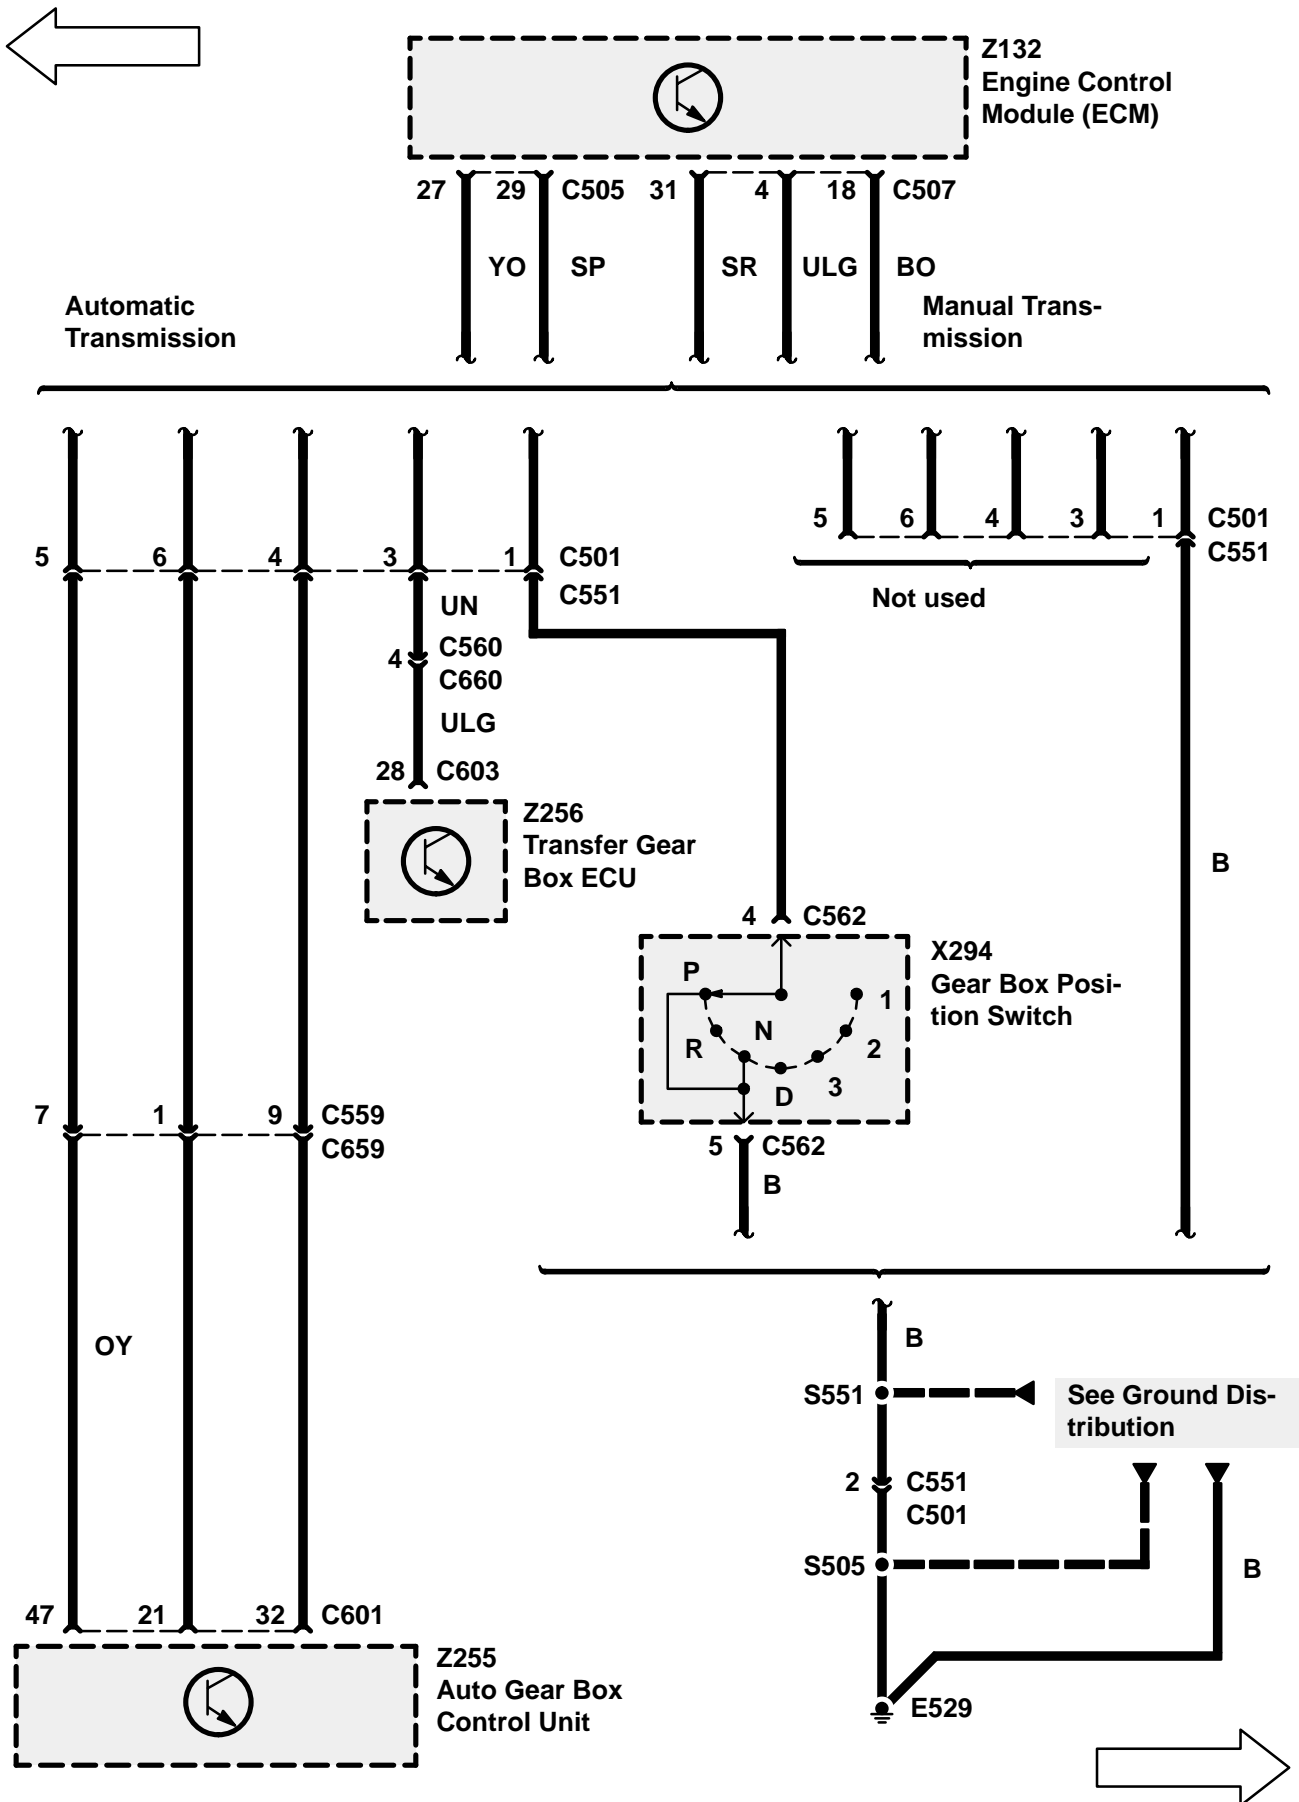 Z132
Engine Control
Module (ECM)
27 29 C505 31 4 18 C507
YO SP SR ULG BO
Automatic
Transmission
Manual Trans-
mission
5 6 4 3 1 C501
C551
Not used
5 6 4 3 1 C501
C551
UN
4 C560
C660
ULG
28 C603
Z256
Transfer Gear
Box ECU
B
4 C562
X294
Gear Box Posi-
tion Switch
P
1
N
R
2
3
D
7 1 9 C559
C659
5 C562
B
OY
B
S551
See Ground Dis-
tribution
2 C551
C501
S505
B
47 21 32 C601
Z255
Auto Gear Box
Control Unit
E529